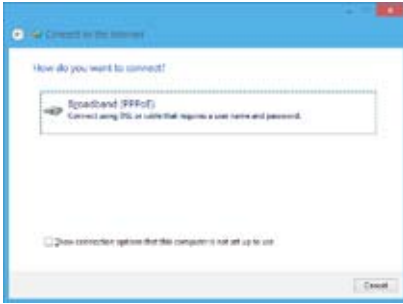 Connect to the Internet
How do you want to connect?
Broadband (PPPoE)
Connect using DSL or cable that requires a user name and password.
Show connection options that this computer is not set up to use
Cancel